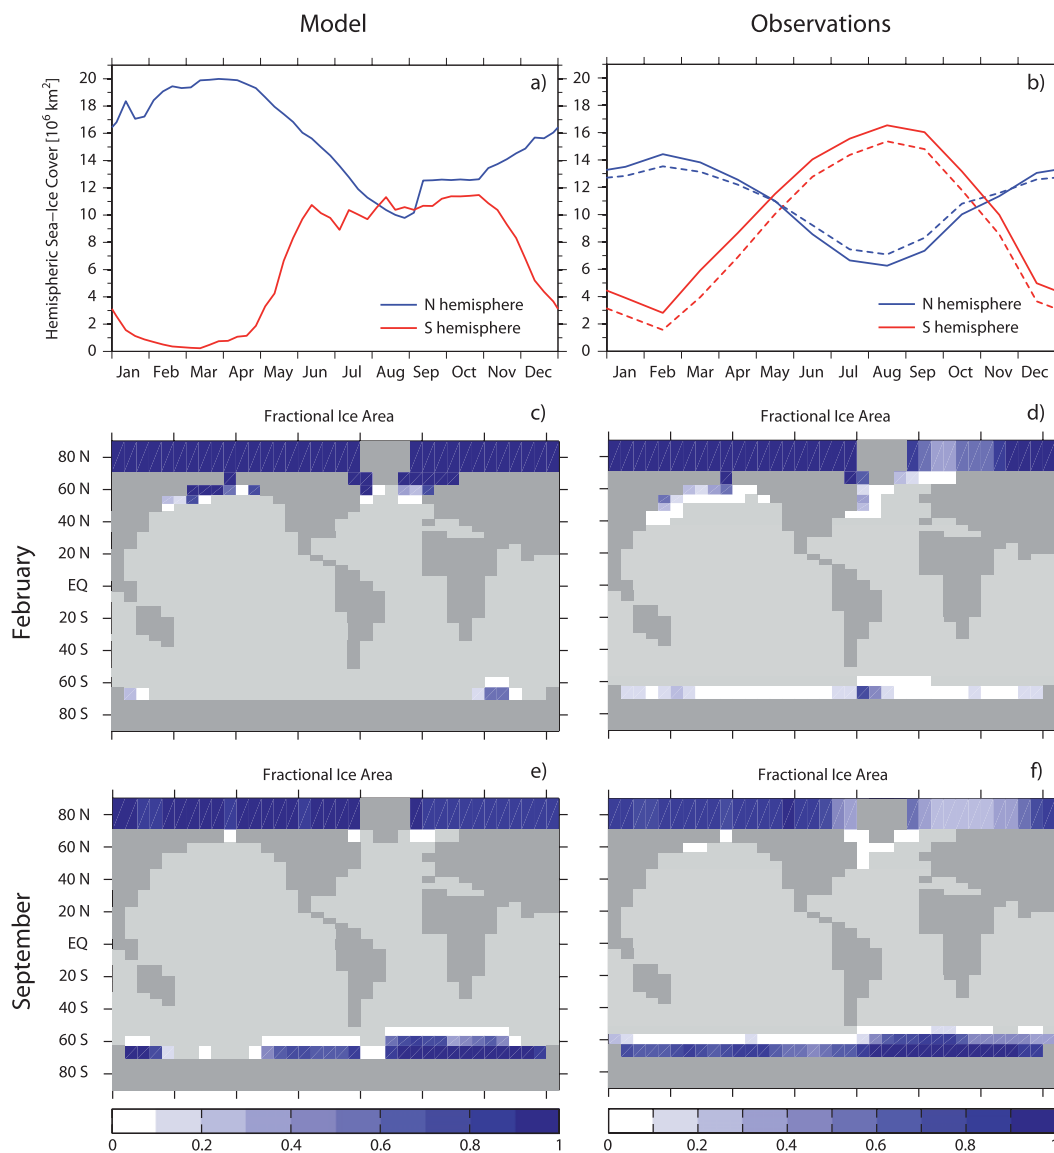 Model
Observations
a)
b)
Hemispheric Sea-Ice Cover [10⁶ km²]
20
18
16
14
12
10
8
6
4
2
0
N hemisphere
S hemisphere
Jan Feb Mar Apr May Jun Jul Aug Sep Oct Nov Dec
20
18
16
14
12
10
8
6
4
2
0
N hemisphere
S hemisphere
Jan Feb Mar Apr May Jun Jul Aug Sep Oct Nov Dec
February
Fractional Ice Area c)
80 N
60 N
40 N
20 N
EQ
20 S
40 S
60 S
80 S
Fractional Ice Area d)
September
Fractional Ice Area e)
80 N
60 N
40 N
20 N
EQ
20 S
40 S
60 S
80 S
Fractional Ice Area f)
0 0.2 0.4 0.6 0.8 1
0 0.2 0.4 0.6 0.8 1